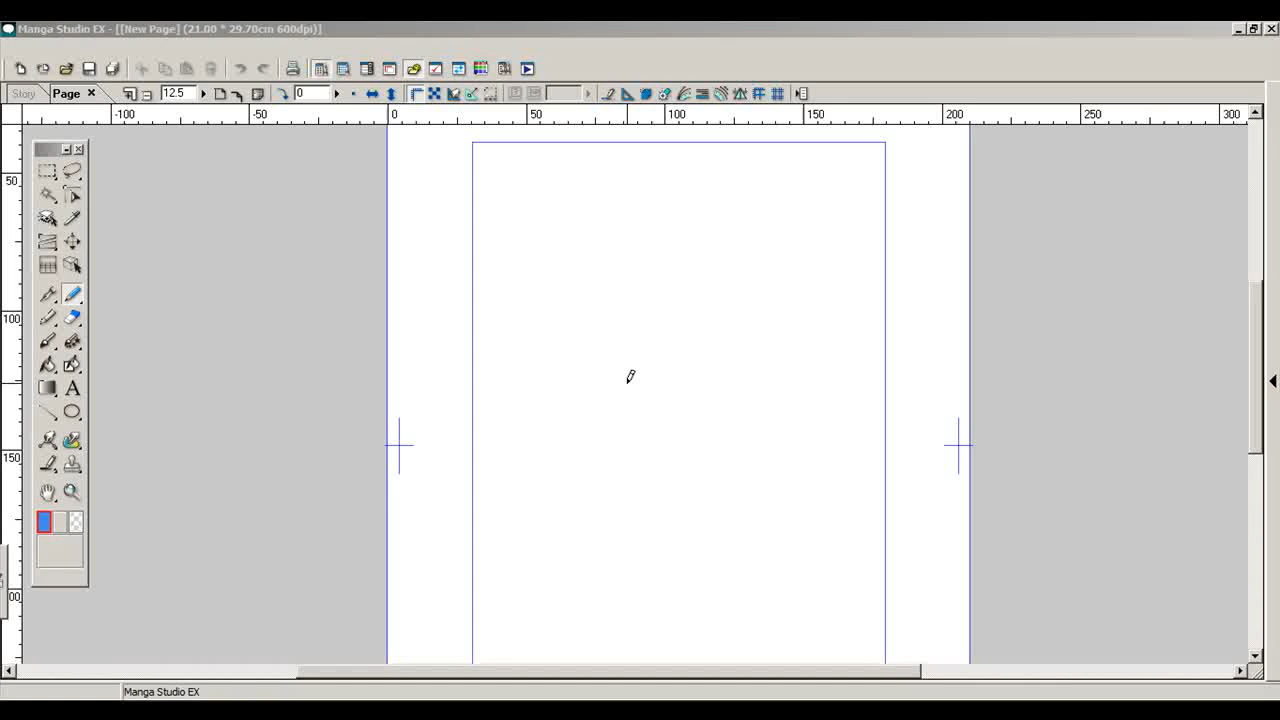 Manga Studio EX - [[New Page] (21.00 * 29.70cm 600dpi)]
Story Page 12.5 0
-100 -50 0 50 100 150 200 250 300
50
100
A
150
00
Manga Studio EX